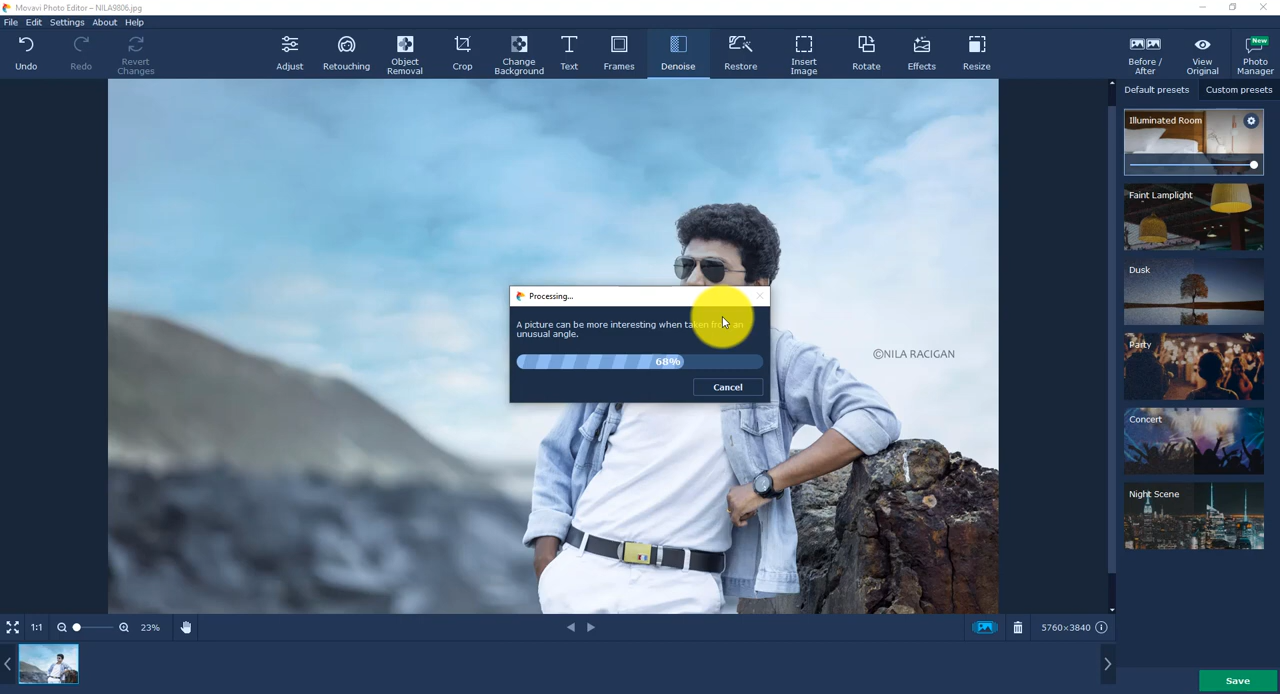 Movavi Photo Editor – NILA9806.jpg
File Edit Settings About Help
Undo
Redo
Revert
Changes
Adjust
Retouching
Object
Removal
Crop
Change
Background
Text
Frames
Denoise
Restore
Insert
Image
Rotate
Effects
Resize
Before /
After
View
Original
New
Photo
Manager
Default presets
Custom presets
Illuminated Room
Faint Lamplight
Dusk
Party
Concert
Night Scene
Processing...
A picture can be more interesting when taken from an
unusual angle.
68%
Cancel
©NILA RACIGAN
1:1
23%
5760×3840
Save